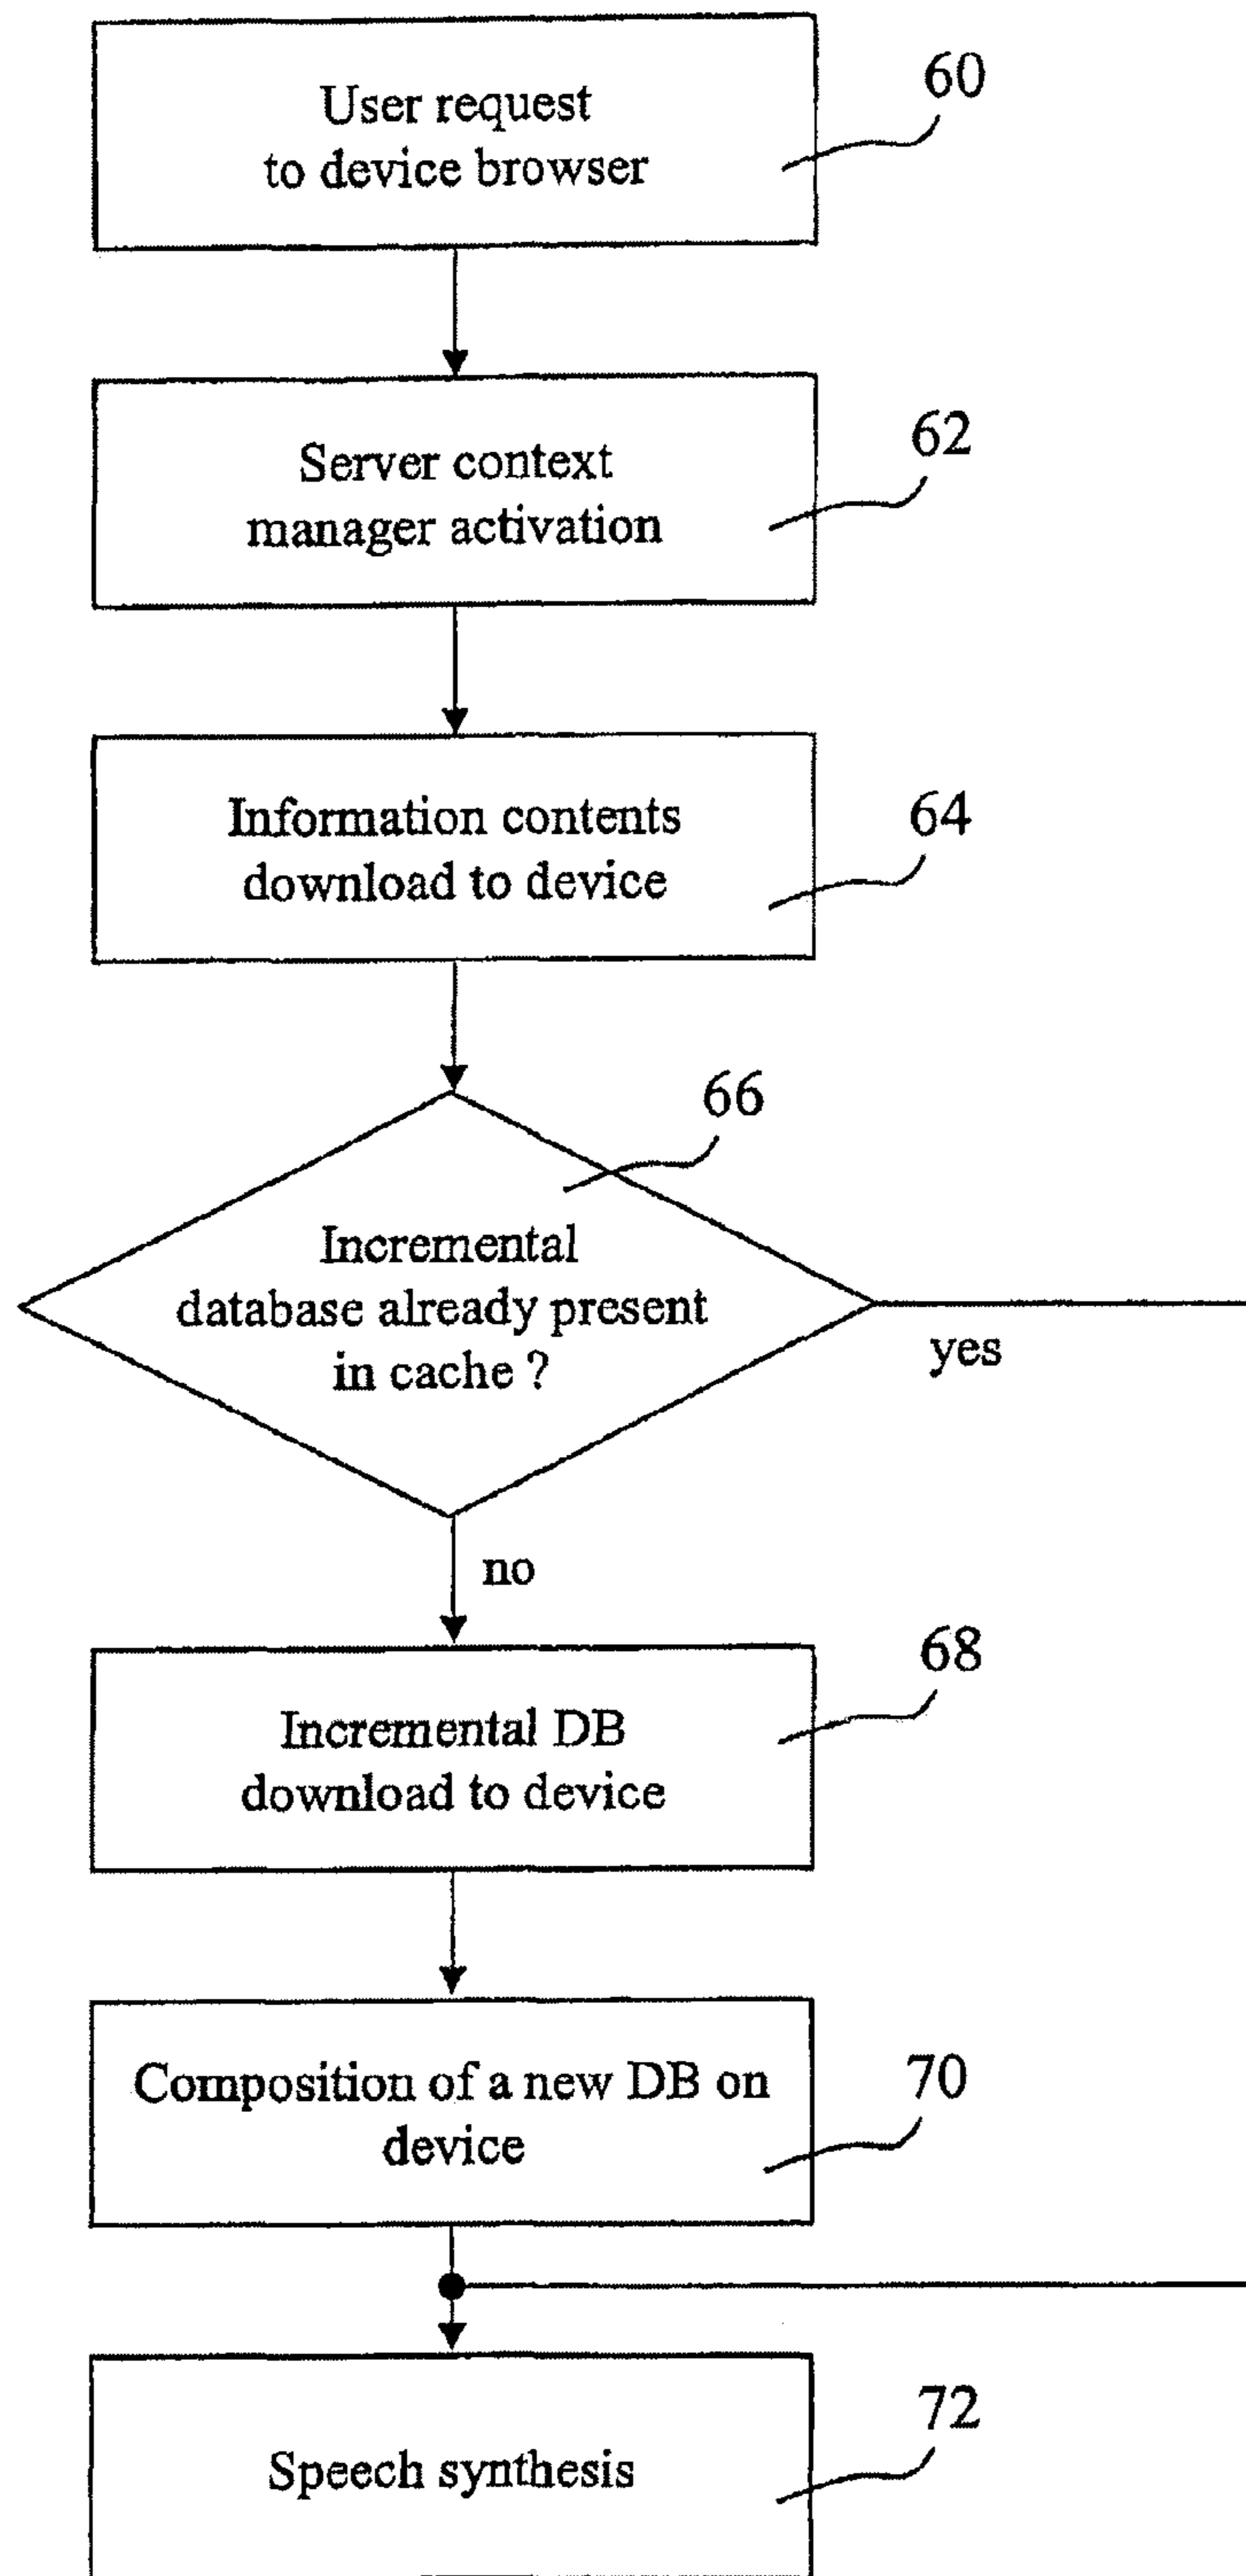 User request
to device browser
60
Server context
manager activation
62
Information contents
download to device
64
66
Incremental
database already present
in cache ?
yes
no
Incremental DB
download to device
68
Composition of a new DB on
device
70
Speech synthesis
72